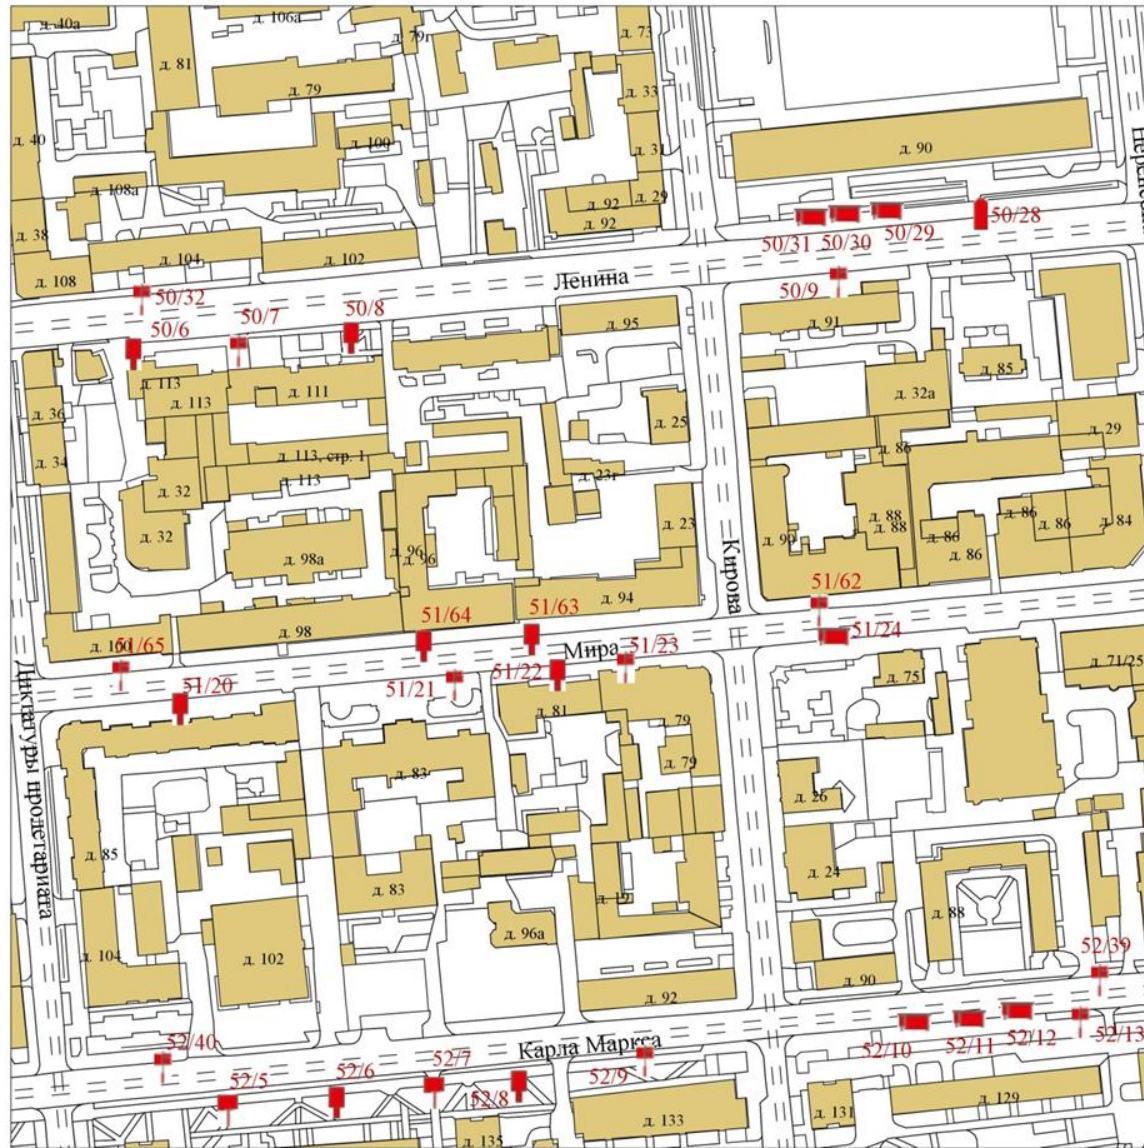 д. 40а
д. 106а
д. 79г
д. 73
д. 81
д. 79
д. 33
д. 40
д. 100
д. 31
д. 90
д. 108а
д. 92
д. 29
д. 92
д. 38
50/31
50/30
50/29
50/28
д. 104
д. 102
д. 108
Ленина
50/32
50/9
50/6
50/7
50/8
д. 95
д. 91
д. 113
д. 85
д. 36
д. 113
д. 111
д. 32а
д. 25
д. 29
д. 34
д. 113, стр. 1
д. 86
д. 113
д. 23г
д. 32
д. 88
д. 86
д. 23
д. 88
д. 86
д. 84
д. 32
д. 96
д. 90
д. 86
д. 98а
д. 96
д. 86
Кирова
51/62
д. 94
51/63
51/64
д. 98
51/24
д. 100
51/65
Мира
51/23
51/22
51/21
51/20
д. 75
д. 71/25
д. 81
д. 79
Диктатуры пролетариата
д. 83
д. 79
д. 26
д. 85
д. 24
д. 83
д. 19
д. 96а
д. 88
д. 104
д. 102
52/39
д. 90
д. 92
52/40
Карла Маркса
52/10
52/11
52/12
52/13
52/5
52/6
52/7
52/8
52/9
д. 129
д. 131
д. 133
д. 135